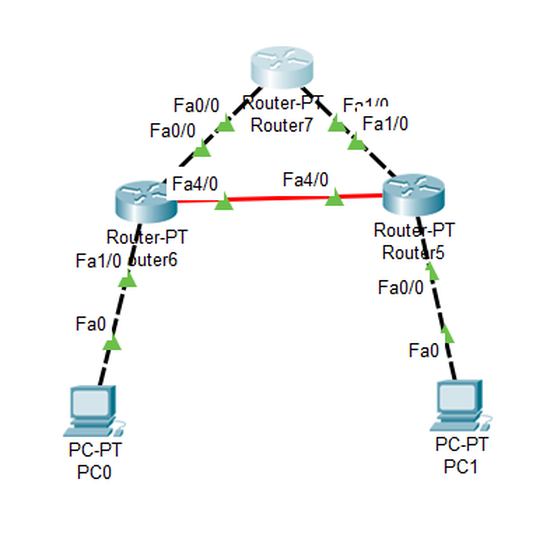 Fa0/0
Router-PT
Fa1/0
Fa0/0
Router7
Fa1/0
Fa4/0
Fa4/0
Router-PT
outer6
Router-PT
Router5
Fa1/0
Fa0/0
Fa0
Fa0
PC-PT
PC0
PC-PT
PC1